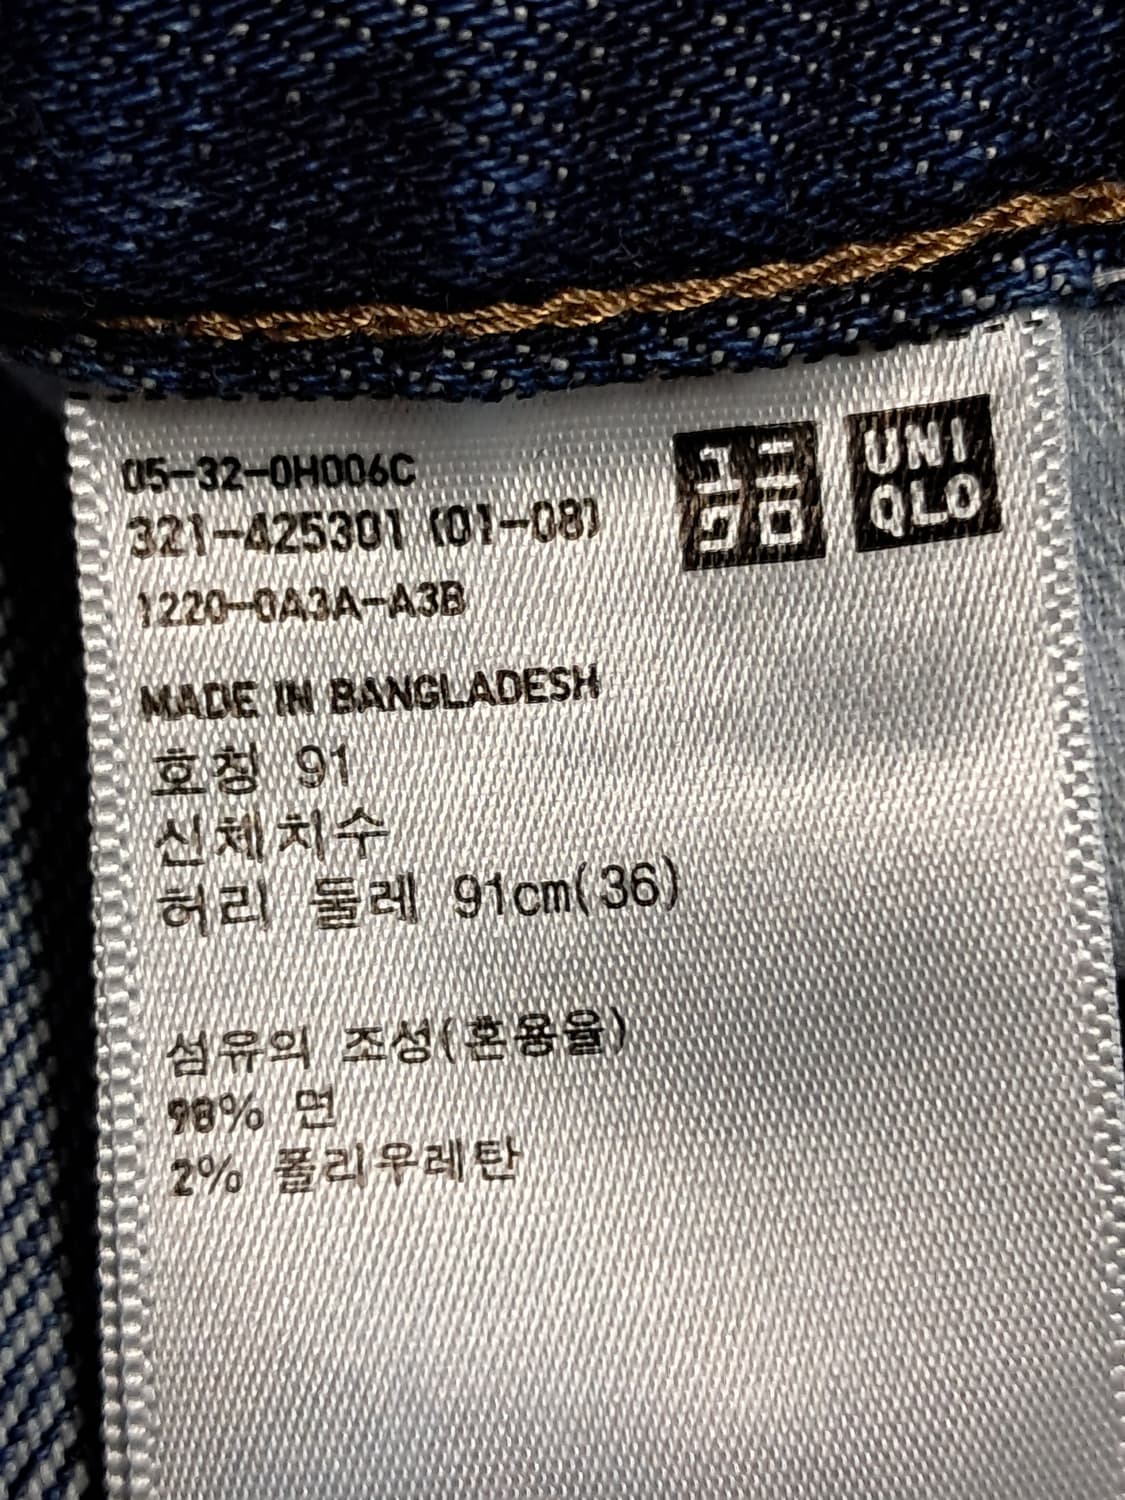 05-32-0H006C
321-425301 (01-08)
1220-0A3A-A3B
ユニ
クロ
UNI
QLO
MADE IN BANGLADESH
호칭 91
신체치수
허리 둘레 91cm(36)
섬유의 조성(혼용율)
98% 면
2% 폴리우레탄